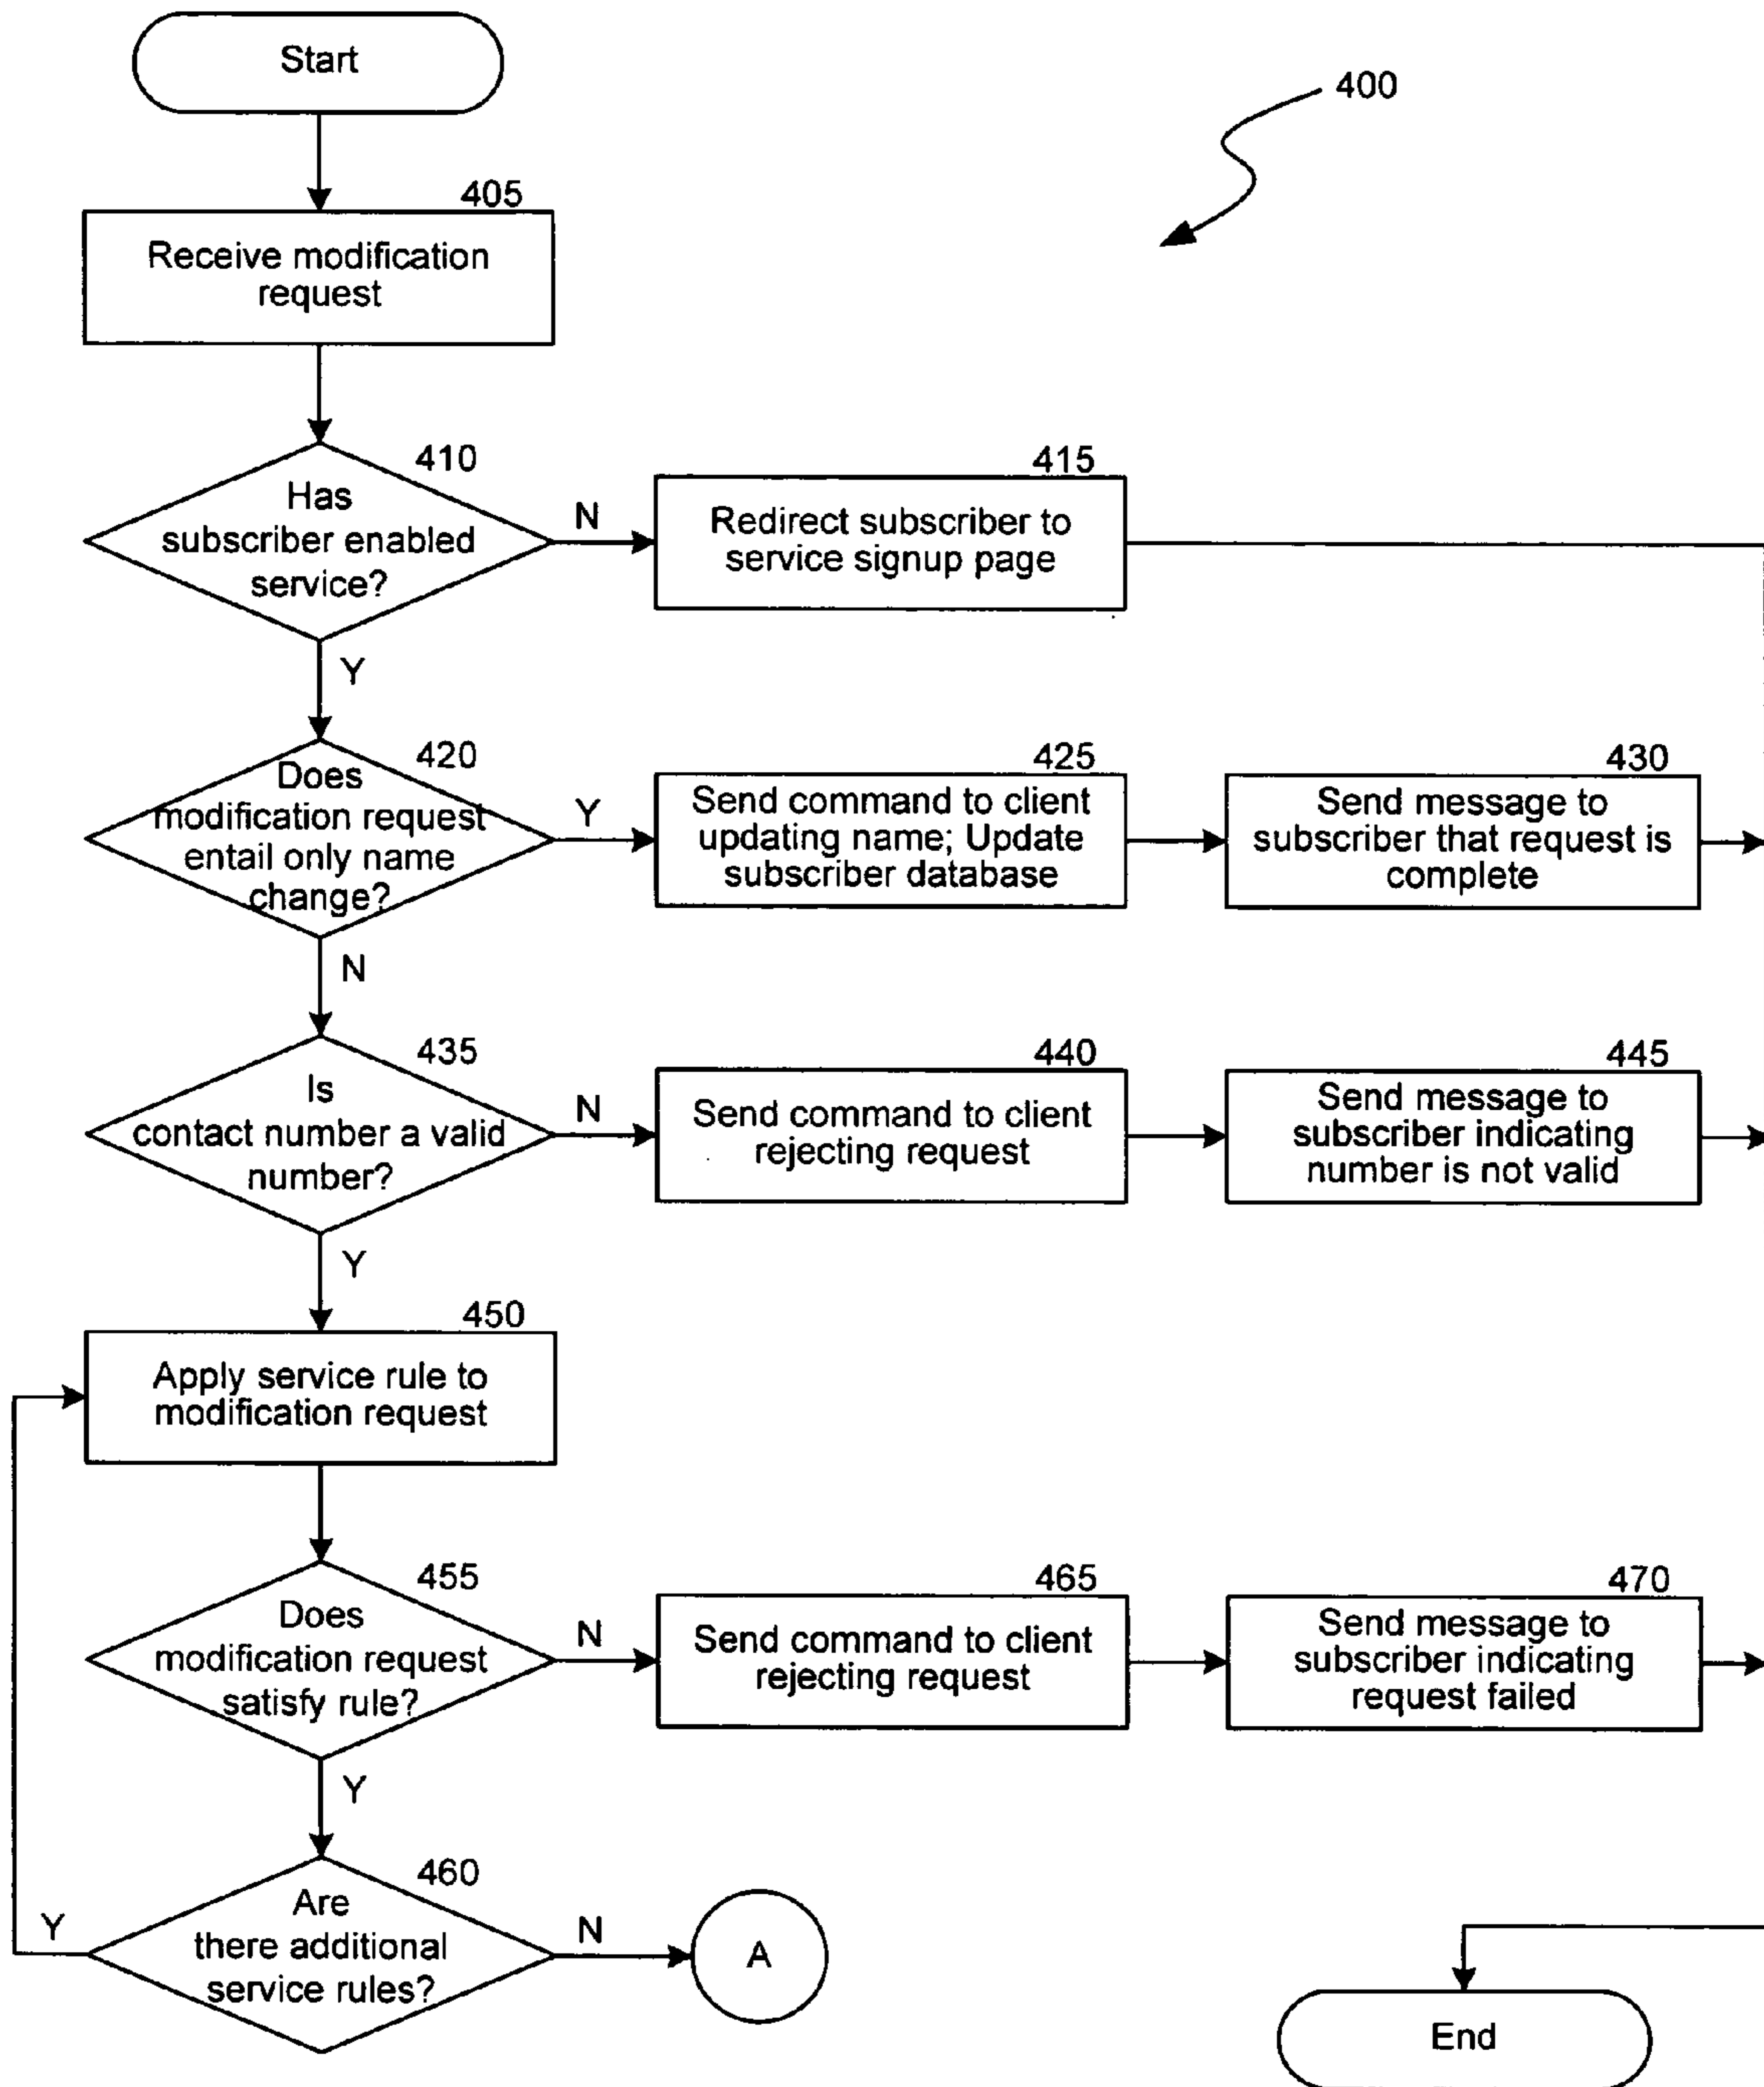 Start
400
405
Receive modification
request
410
Has
subscriber enabled
service?
N
415
Redirect subscriber to
service signup page
Y
420
Does
modification request
entail only name
change?
Y
425
Send command to client
updating name; Update
subscriber database
430
Send message to
subscriber that request is
complete
N
435
Is
contact number a valid
number?
N
440
Send command to client
rejecting request
445
Send message to
subscriber indicating
number is not valid
Y
450
Apply service rule to
modification request
455
Does
modification request
satisfy rule?
N
465
Send command to client
rejecting request
470
Send message to
subscriber indicating
request failed
Y
460
Are
there additional
service rules?
Y
N
A
End